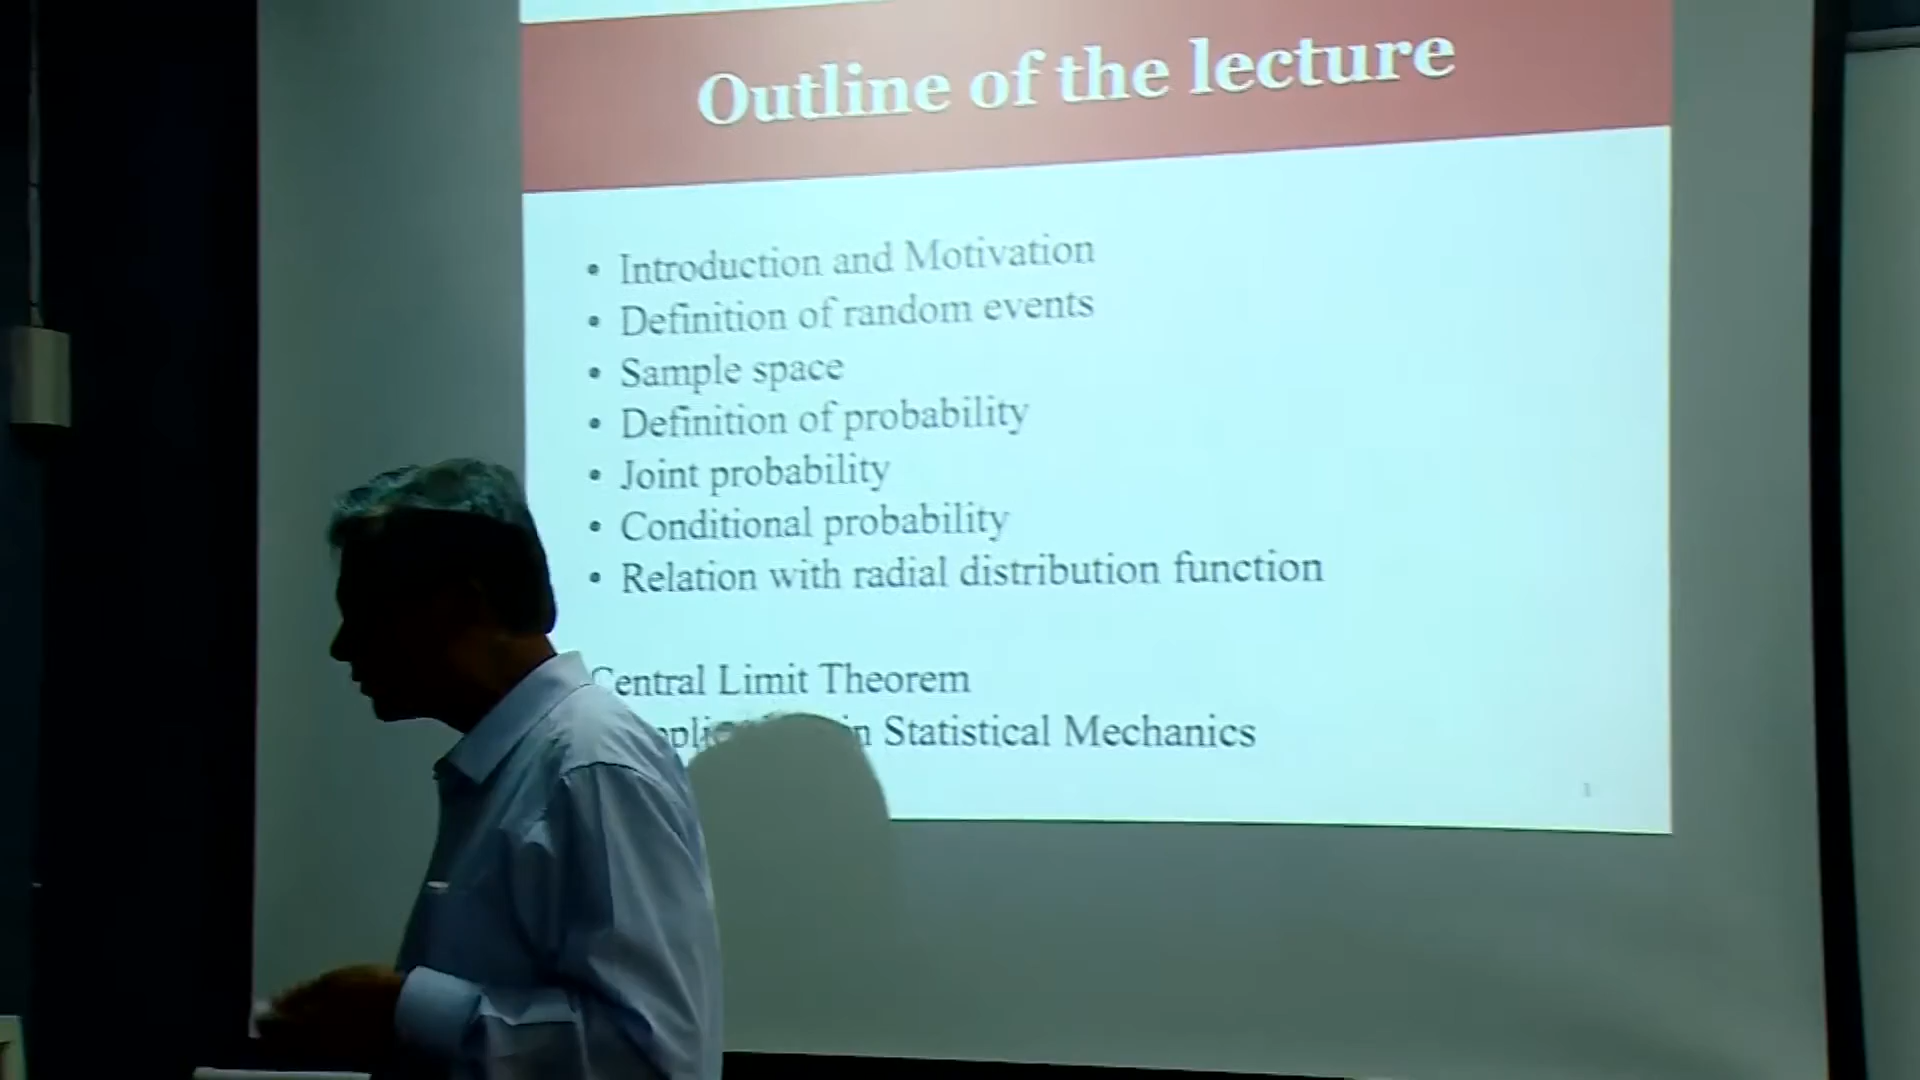 Outline of the lecture
• Introduction and Motivation
• Definition of random events
• Sample space
• Definition of probability
• Joint probability
• Conditional probability
• Relation with radial distribution function
Central Limit Theorem
in Statistical Mechanics
1